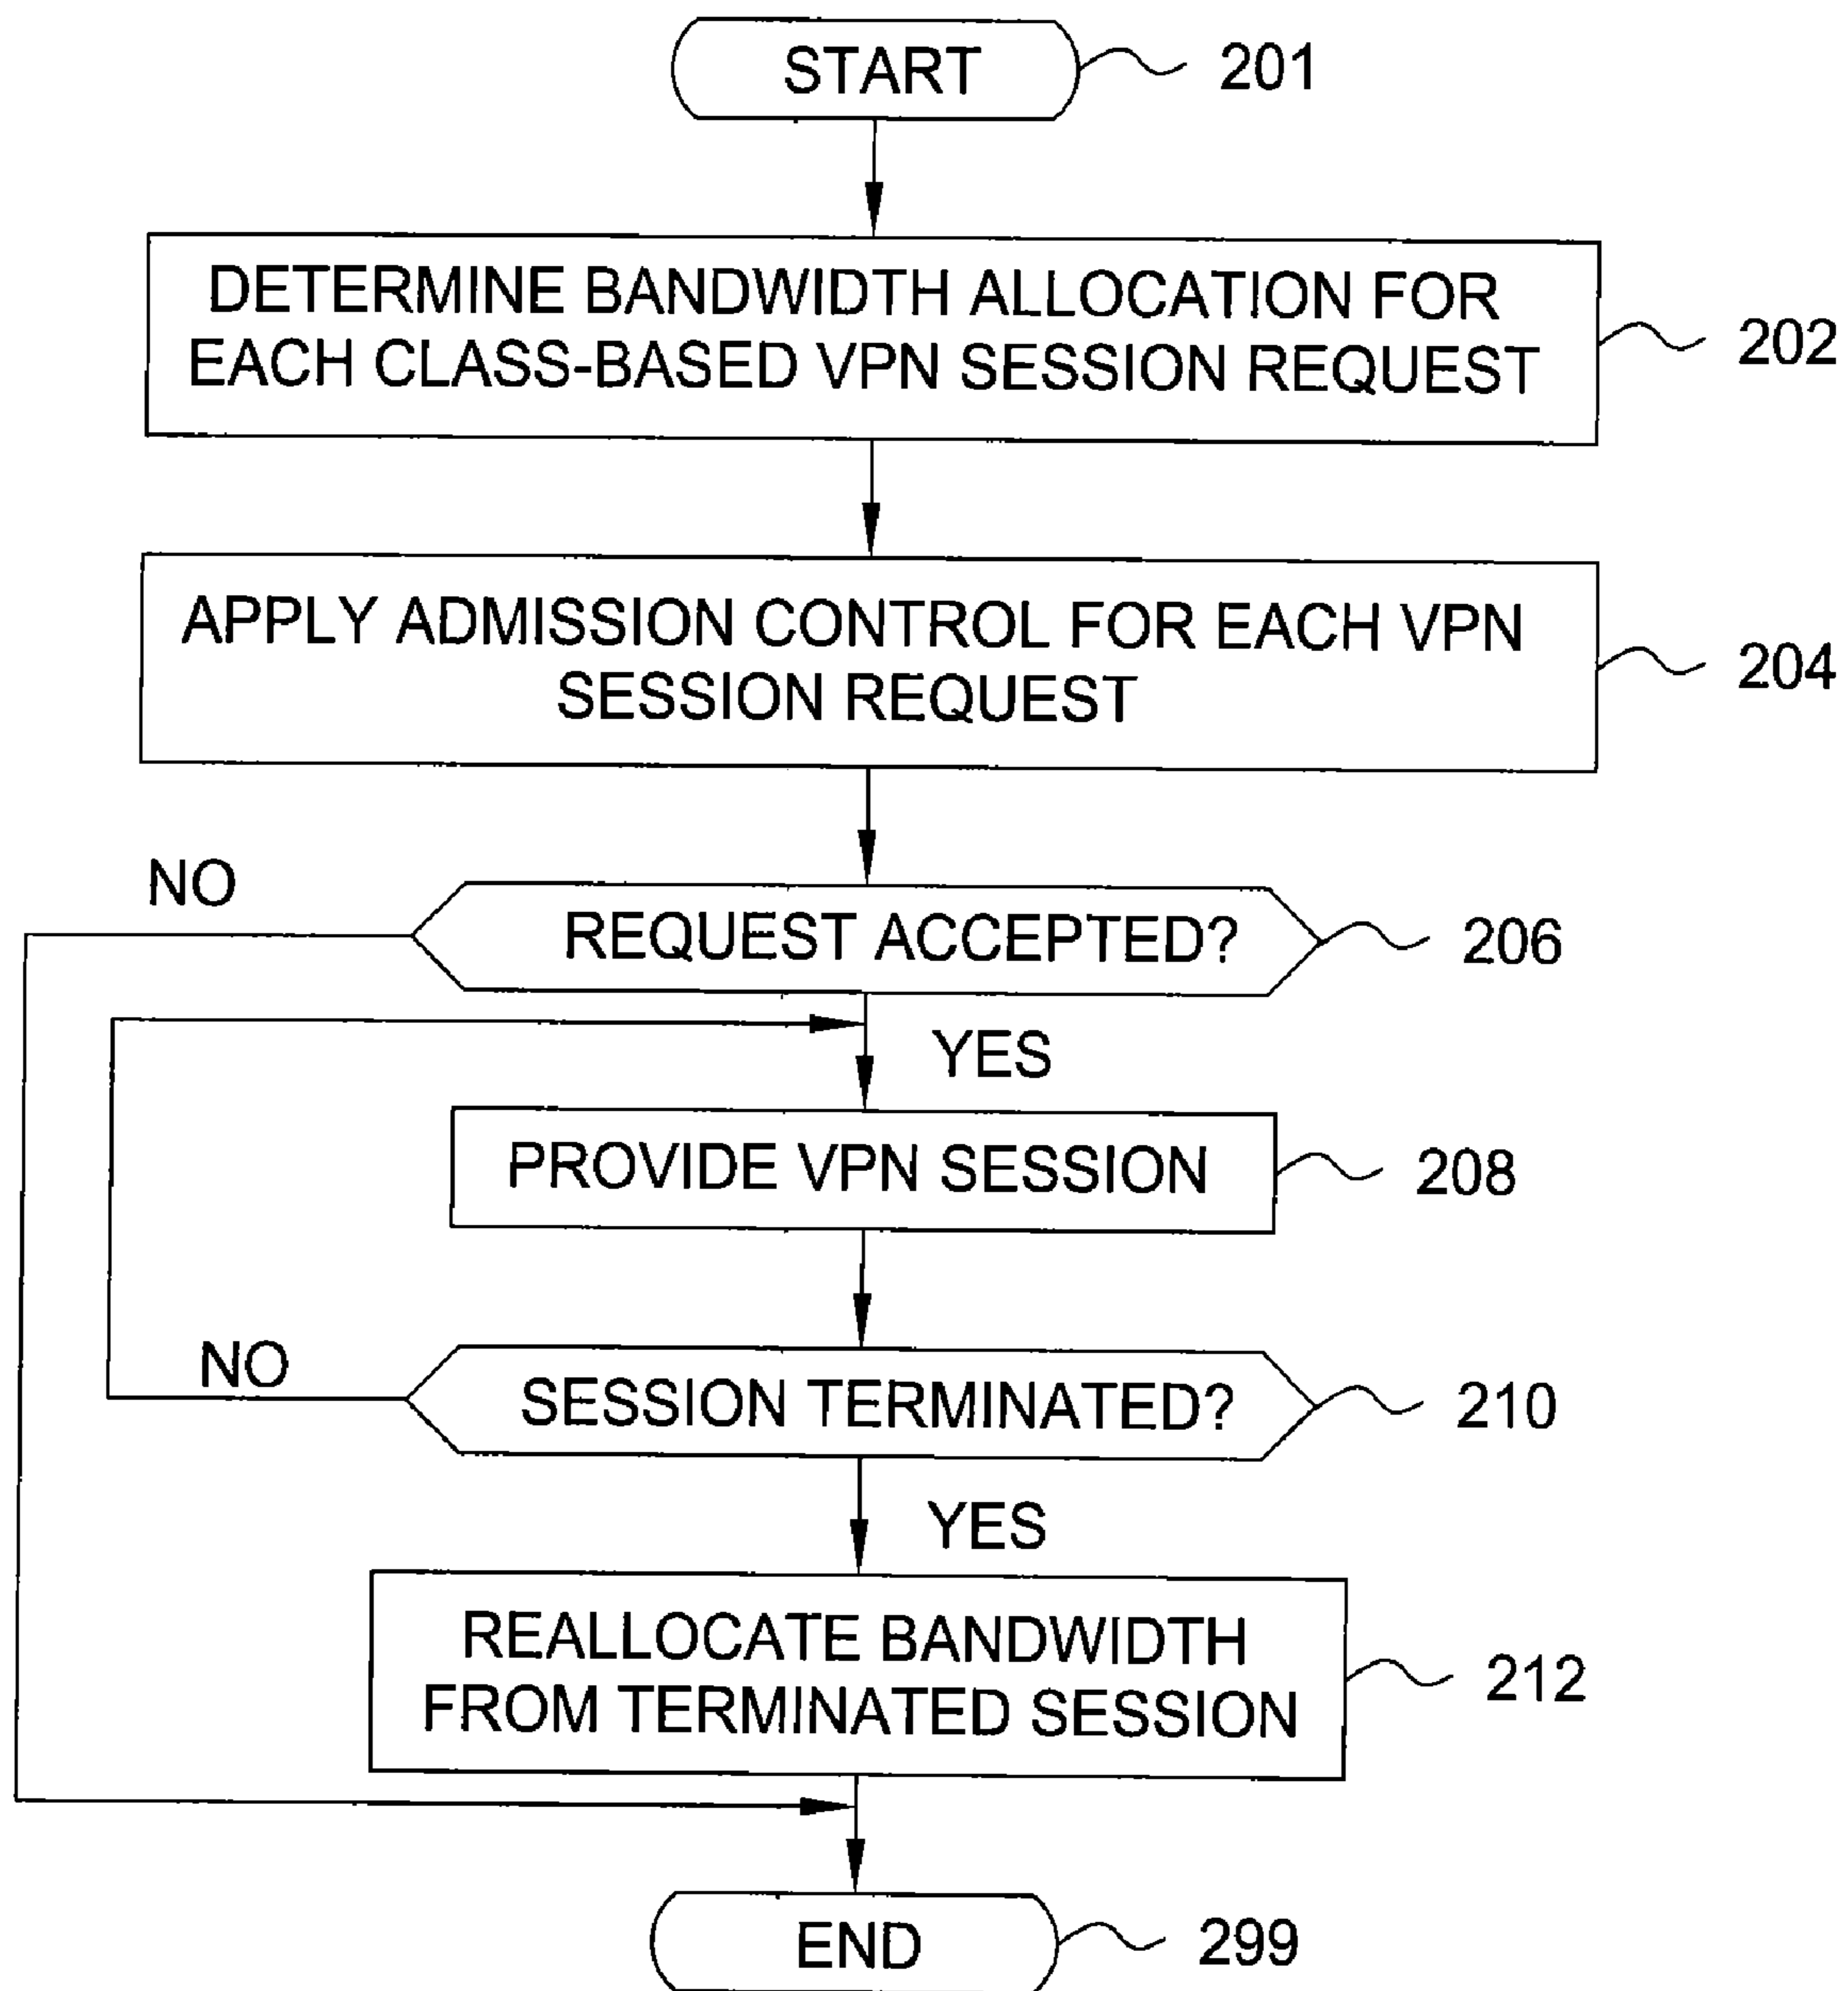 START
201
DETERMINE BANDWIDTH ALLOCATION FOR
EACH CLASS-BASED VPN SESSION REQUEST
202
APPLY ADMISSION CONTROL FOR EACH VPN
SESSION REQUEST
204
NO
REQUEST ACCEPTED?
206
YES
PROVIDE VPN SESSION
208
NO
SESSION TERMINATED?
210
YES
REALLOCATE BANDWIDTH
FROM TERMINATED SESSION
212
END
299